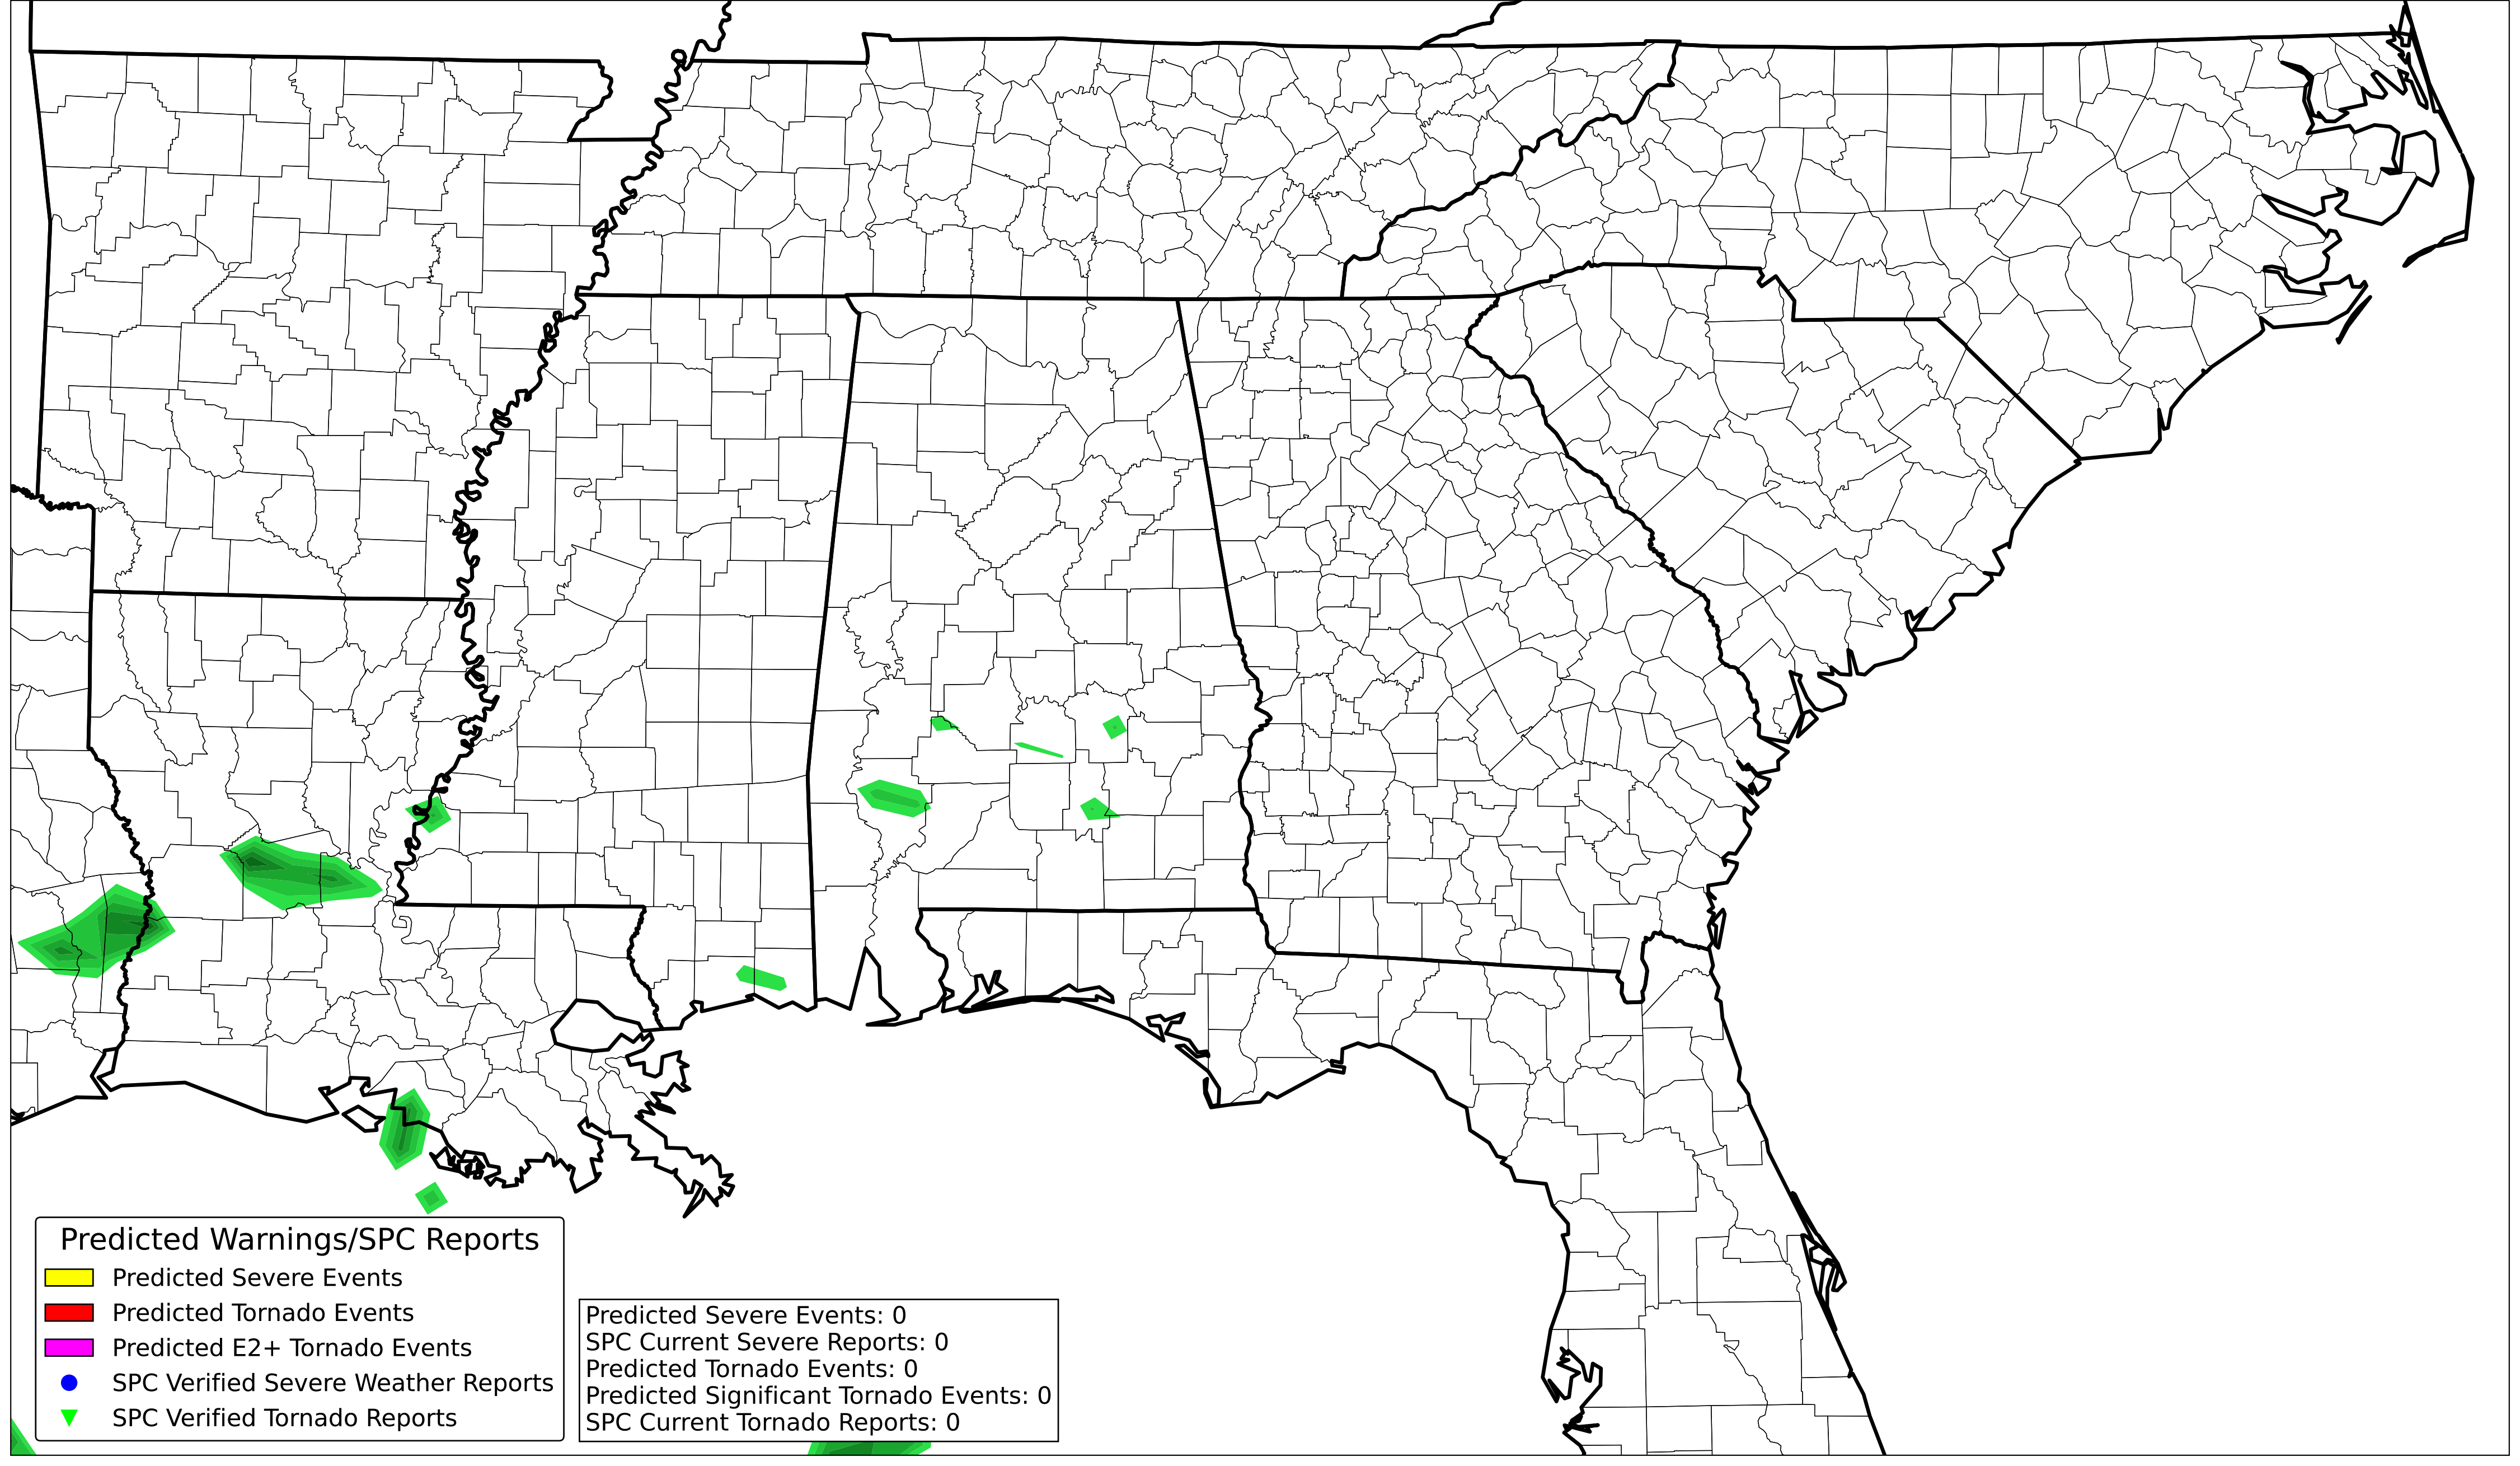 Predicted Warnings/SPC Reports
Predicted Severe Events
Predicted Tornado Events
Predicted E2+ Tornado Events
SPC Verified Severe Weather Reports
SPC Verified Tornado Reports
Predicted Severe Events: 0
SPC Current Severe Reports: 0
Predicted Tornado Events: 0
Predicted Significant Tornado Events: 0
SPC Current Tornado Reports: 0